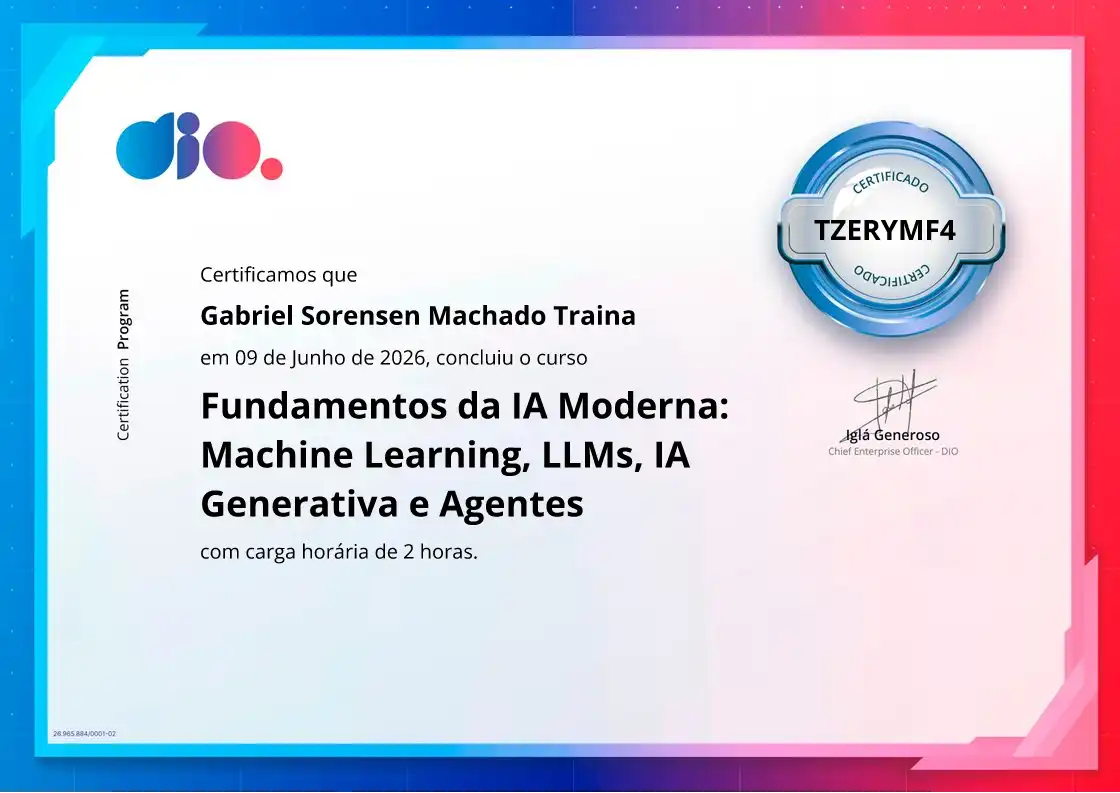 dio.
CERTIFICADO
TZERYMF4
CERTIFICADO
Certification Program
Certificamos que
Gabriel Sorensen Machado Traina
em 09 de Junho de 2026, concluiu o curso
Fundamentos da IA Moderna:
Machine Learning, LLMs, IA
Generativa e Agentes
com carga horária de 2 horas.
Iglá Generoso
Chief Enterprise Officer - DIO
26.965.884/0001-02